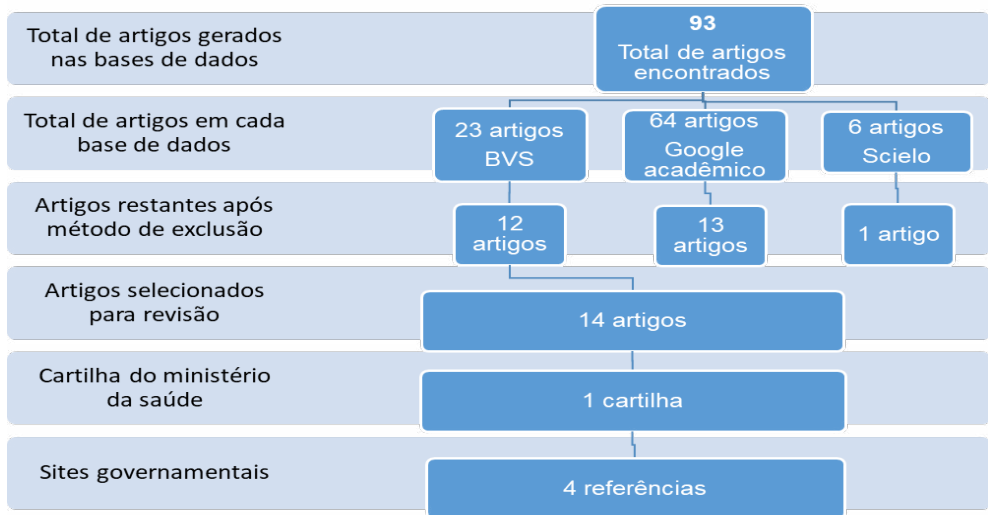 Total de artigos gerados
nas bases de dados
93
Total de artigos
encontrados
Total de artigos em cada
base de dados
23 artigos
BVS
64 artigos
Google
acadêmico
6 artigos
Scielo
Artigos restantes após
método de exclusão
12
artigos
13
artigos
1 artigo
Artigos selecionados
para revisão
14 artigos
Cartilha do ministério
da saúde
1 cartilha
Sites governamentais
4 referências